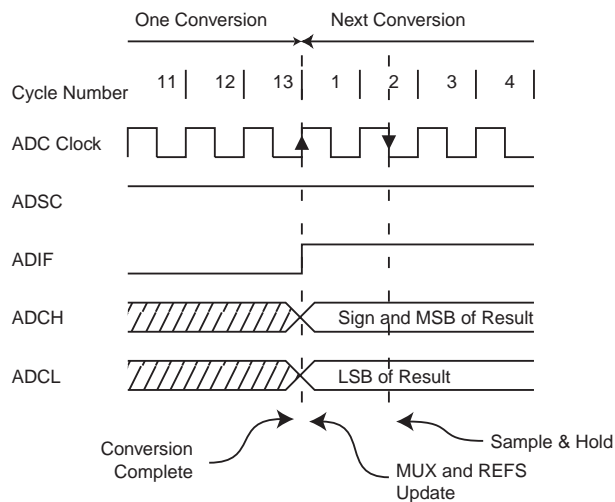 One Conversion Next Conversion
Cycle Number 11 12 13 1 2 3 4
ADC Clock
ADSC
ADIF
ADCH Sign and MSB of Result
ADCL LSB of Result
Conversion
Complete
MUX and REFS
Update
Sample & Hold